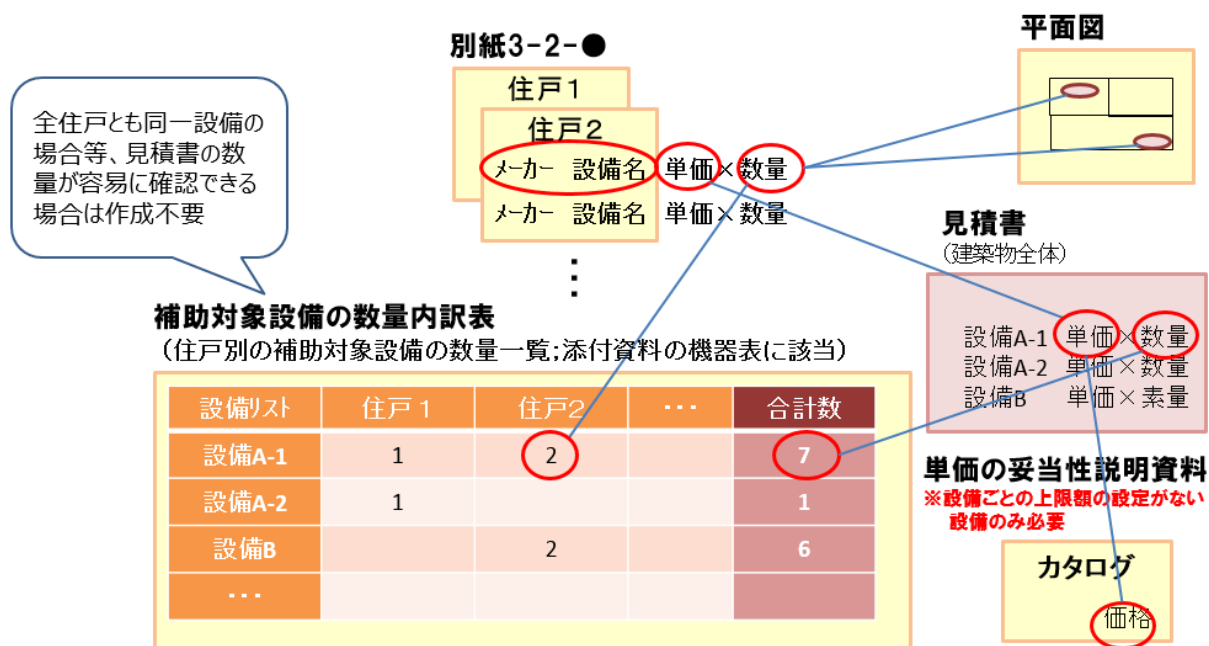 別紙3-2-●
平面図
住戸1
住戸2
メーカー 設備名 単価×数量
メーカー 設備名 単価×数量
⋮
全住戸とも同一設備の
場合等、見積書の数
量が容易に確認できる
場合は作成不要
見積書
(建築物全体)
設備A-1 単価×数量
設備A-2 単価×数量
設備B 単価×素量
補助対象設備の数量内訳表
(住戸別の補助対象設備の数量一覧;添付資料の機器表に該当)
設備リスト 住戸1 住戸2 ・・・ 合計数
設備A-1 1 2 7
設備A-2 1 1
設備B 2 6
・・・
単価の妥当性説明資料
※設備ごとの上限額の設定がない
設備のみ必要
カタログ
価格